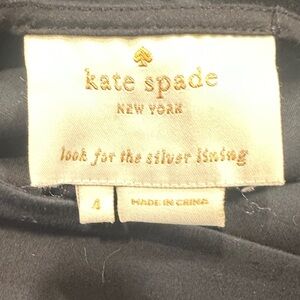 kate spade
NEW YORK
look for the silver lining
4
MADE IN CHINA